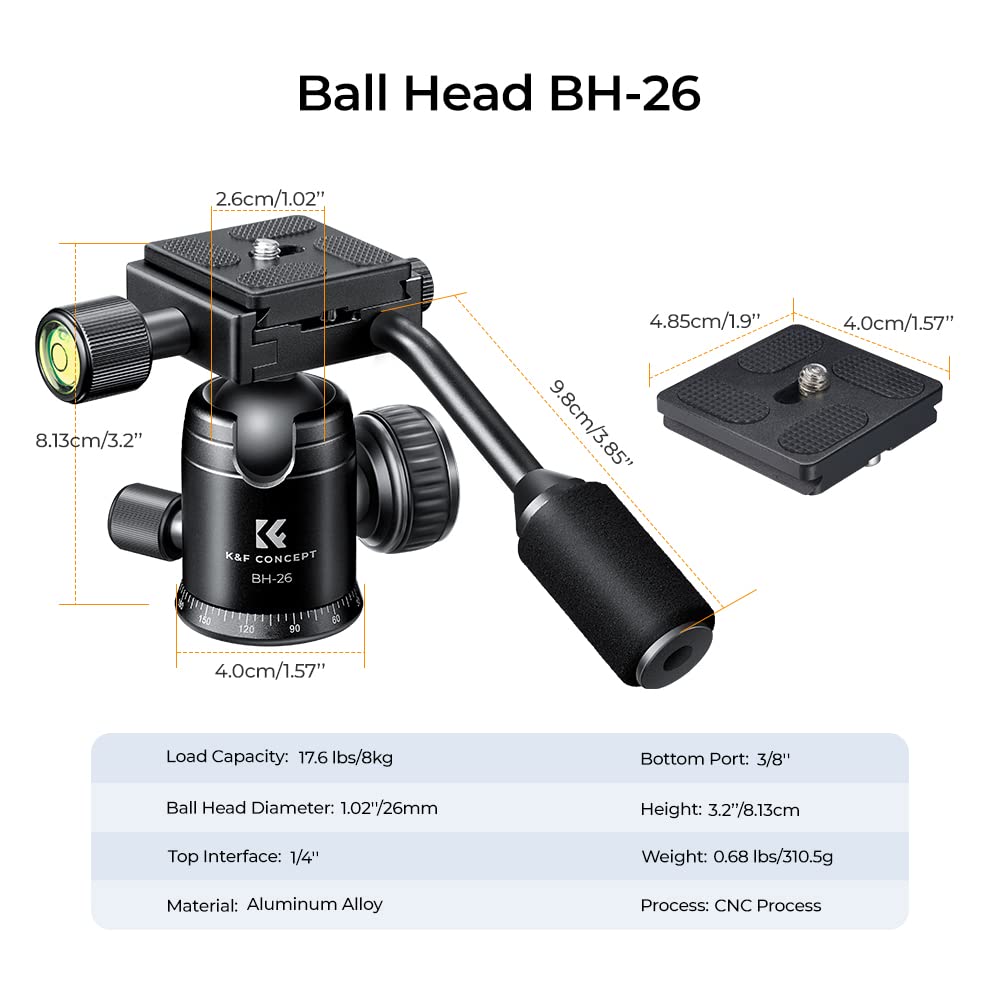 Ball Head BH-26
2.6cm/1.02’’
8.13cm/3.2’’
9.8cm/3.85’’
4.85cm/1.9’’
4.0cm/1.57’’
K&F CONCEPT
BH-26
150 120 90 60
4.0cm/1.57’’
Load Capacity: 17.6 lbs/8kg
Bottom Port: 3/8''
Ball Head Diameter: 1.02''/26mm
Height: 3.2’’/8.13cm
Top Interface: 1/4''
Weight: 0.68 lbs/310.5g
Material: Aluminum Alloy
Process: CNC Process